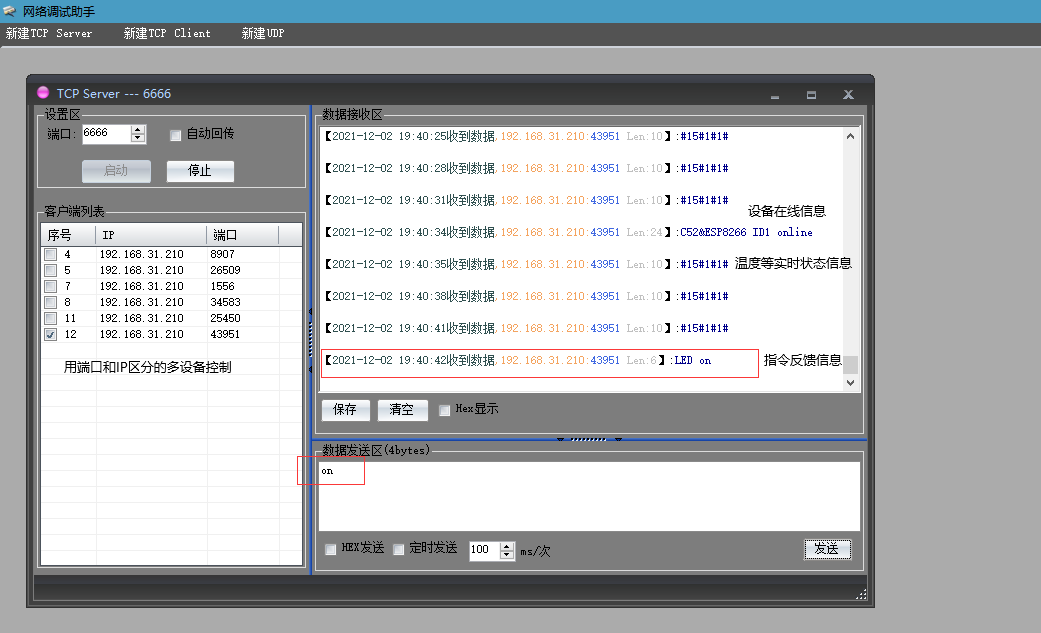 网络调试助手
新建TCP Server 新建TCP Client 新建UDP
TCP Server --- 6666
设置区
端口: 6666 自动回传
启动 停止
客户端列表
序号 IP 端口
4 192.168.31.210 8907
5 192.168.31.210 26509
7 192.168.31.210 1556
8 192.168.31.210 34583
11 192.168.31.210 25450
12 192.168.31.210 43951
用端口和IP区分的多设备控制
数据接收区
【2021-12-02 19:40:25收到数据,192.168.31.210:43951 Len:10】:#15#1#1#
【2021-12-02 19:40:28收到数据,192.168.31.210:43951 Len:10】:#15#1#1#
【2021-12-02 19:40:31收到数据,192.168.31.210:43951 Len:10】:#15#1#1#
设备在线信息
【2021-12-02 19:40:34收到数据,192.168.31.210:43951 Len:24】:C52&ESP8266 ID1 online
【2021-12-02 19:40:35收到数据,192.168.31.210:43951 Len:10】:#15#1#1# 温度等实时状态信息
【2021-12-02 19:40:38收到数据,192.168.31.210:43951 Len:10】:#15#1#1#
【2021-12-02 19:40:41收到数据,192.168.31.210:43951 Len:10】:#15#1#1#
【2021-12-02 19:40:42收到数据,192.168.31.210:43951 Len:6】:LED on 指令反馈信息
保存 清空 Hex显示
数据发送区(4bytes)
on
HEX发送 定时发送 100 ms/次 发送